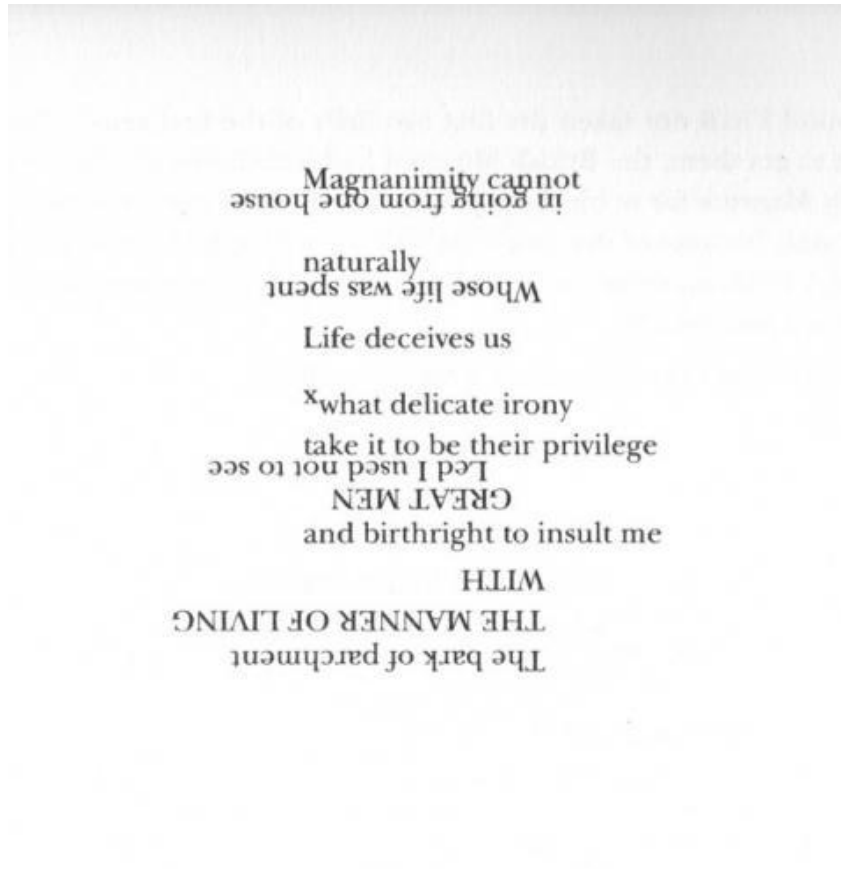 Magnanimity cannot
in going from one house
naturally
Whose life was spent
Life deceives us
xwhat delicate irony
take it to be their privilege
Led I used not to see
GREAT MEN
and birthright to insult me
WITH
THE MANNER OF LIVING
The bark of parchment